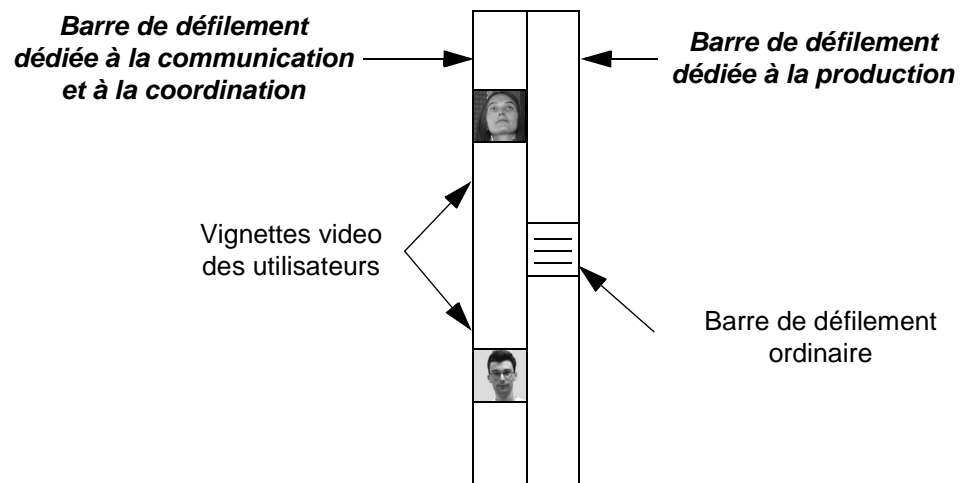 Barre de défilement
dédiée à la communication
et à la coordination
Barre de défilement
dédiée à la production
Vignettes video
des utilisateurs
Barre de défilement
ordinaire